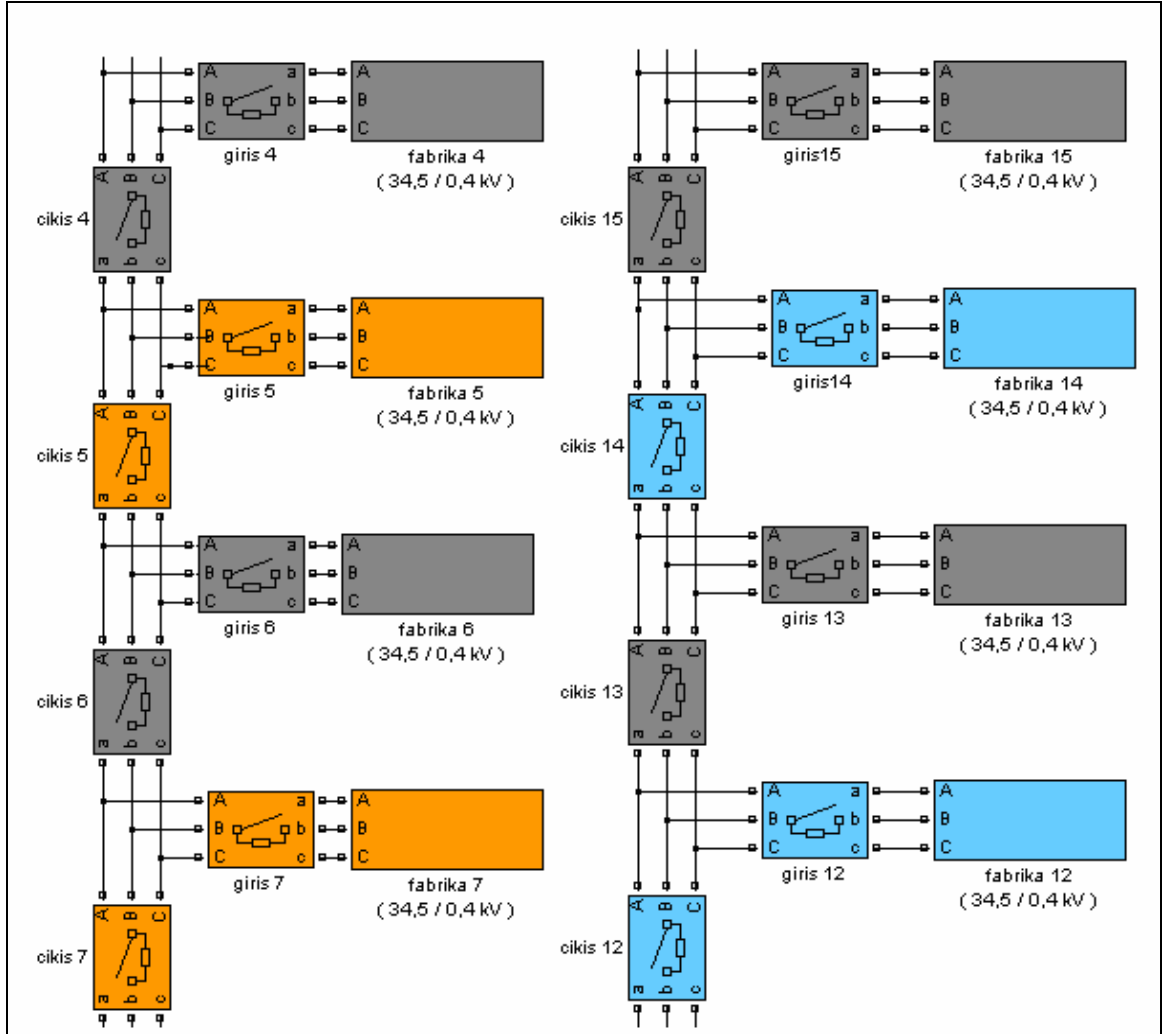 A a A
B b B
C c C
giris 4
fabrika 4
( 34,5 / 0,4 kV )
A B C
cikis 4
a b c
A a A
B b B
C c C
giris 5
fabrika 5
( 34,5 / 0,4 kV )
A B C
cikis 5
a b c
A a A
B b B
C c C
giris 6
fabrika 6
( 34,5 / 0,4 kV )
A B C
cikis 6
a b c
A a A
B b B
C c C
giris 7
fabrika 7
( 34,5 / 0,4 kV )
A B C
cikis 7
a b c
A a A
B b B
C c C
giris15
fabrika 15
( 34,5 / 0,4 kV )
A B C
cikis 15
a b c
A a A
B b B
C c C
giris14
fabrika 14
( 34,5 / 0,4 kV )
A B C
cikis 14
a b c
A a A
B b B
C c C
giris 13
fabrika 13
( 34,5 / 0,4 kV )
A B C
cikis 13
a b c
A a A
B b B
C c C
giris 12
fabrika 12
( 34,5 / 0,4 kV )
A B C
cikis 12
a b c